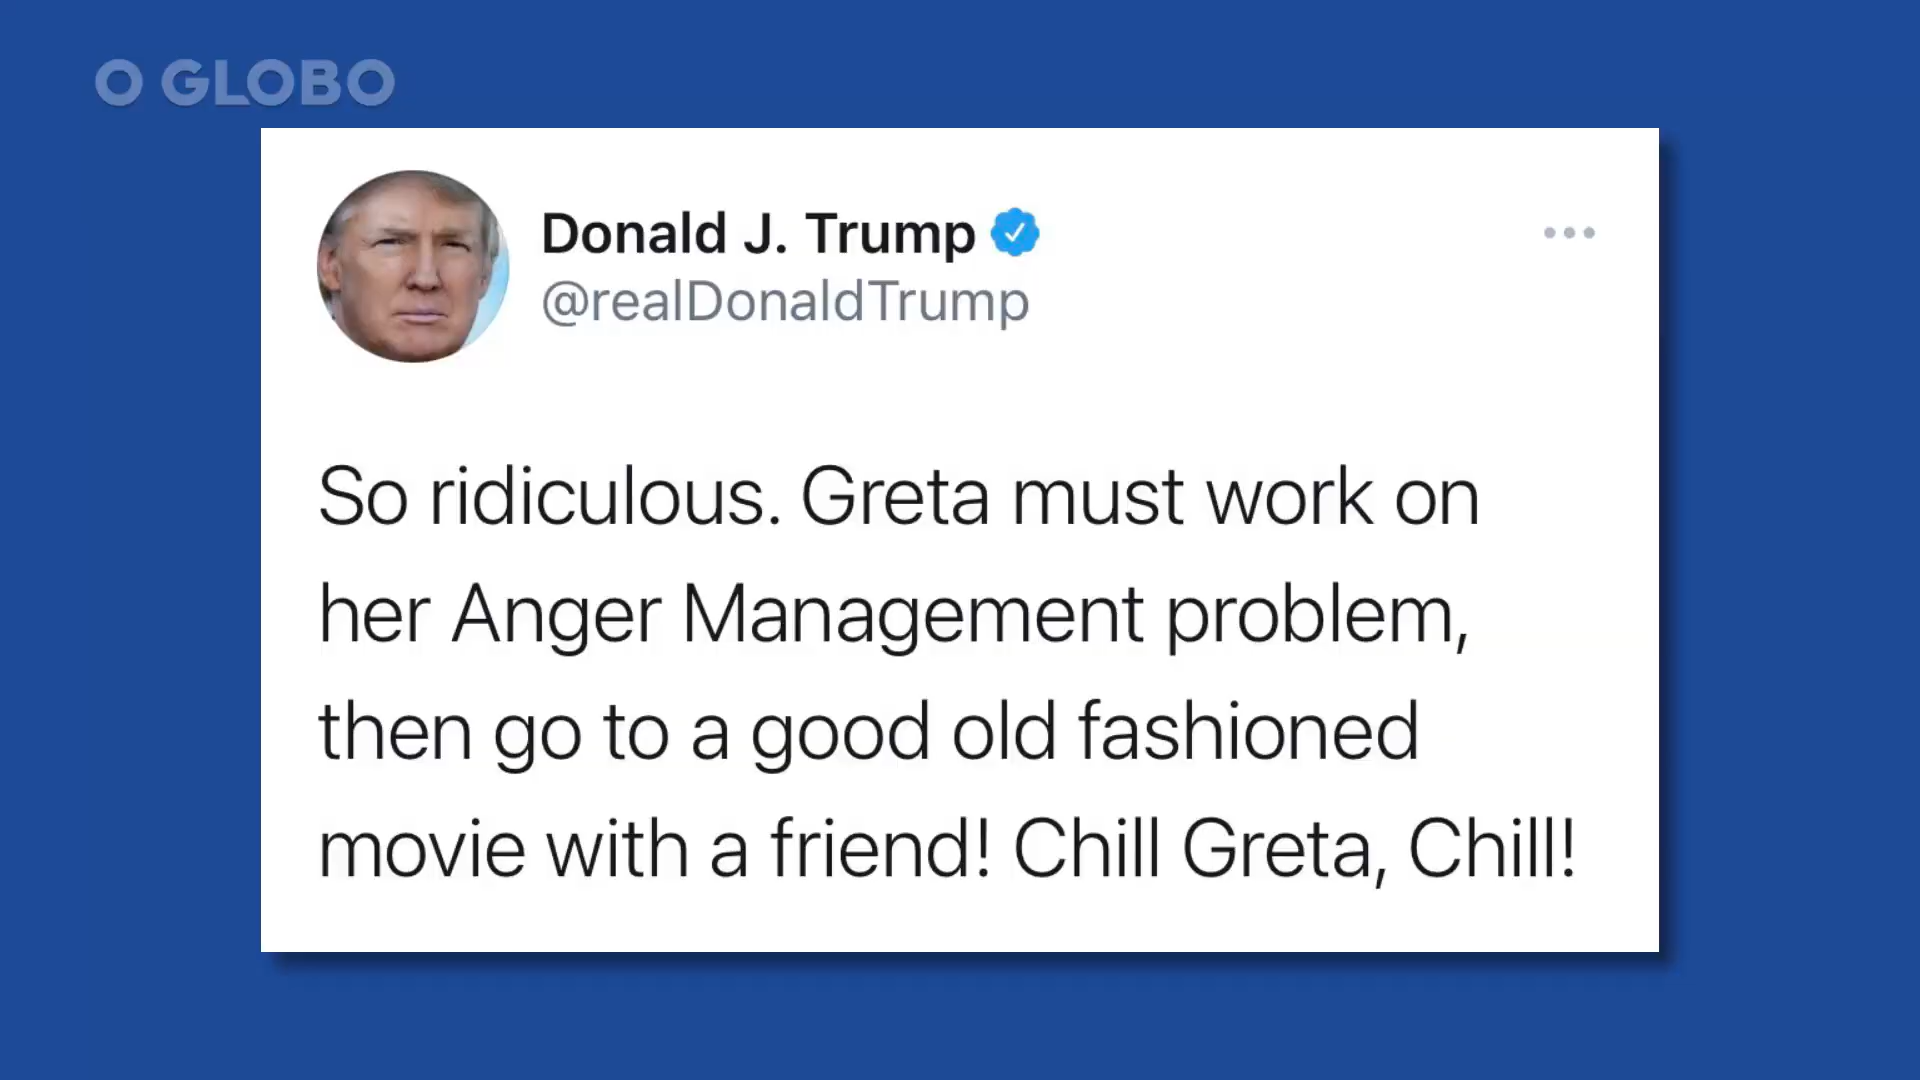 O GLOBO
Donald J. Trump
@realDonaldTrump
So ridiculous. Greta must work on
her Anger Management problem,
then go to a good old fashioned
movie with a friend! Chill Greta, Chill!